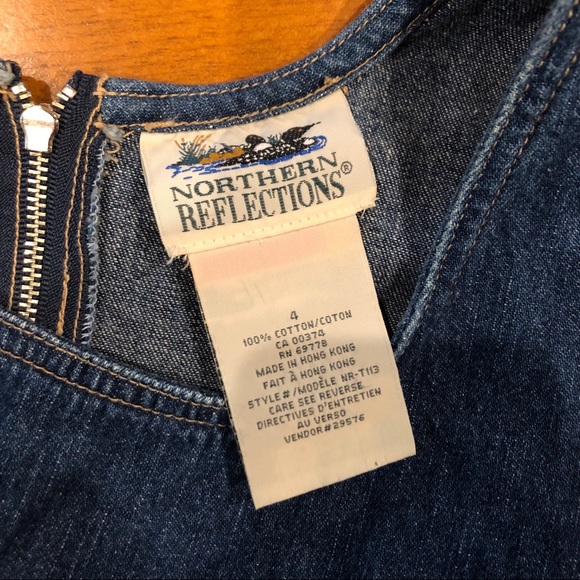 NORTHERN
REFLECTIONS®
4
100% COTTON/COTON
CA 00374
RN 69778
MADE IN HONG KONG
FAIT À HONG KONG
STYLE#/MODÈLE NR-T113
CARE SEE REVERSE
DIRECTIVES D'ENTRETIEN
AU VERSO
VENDOR#29576